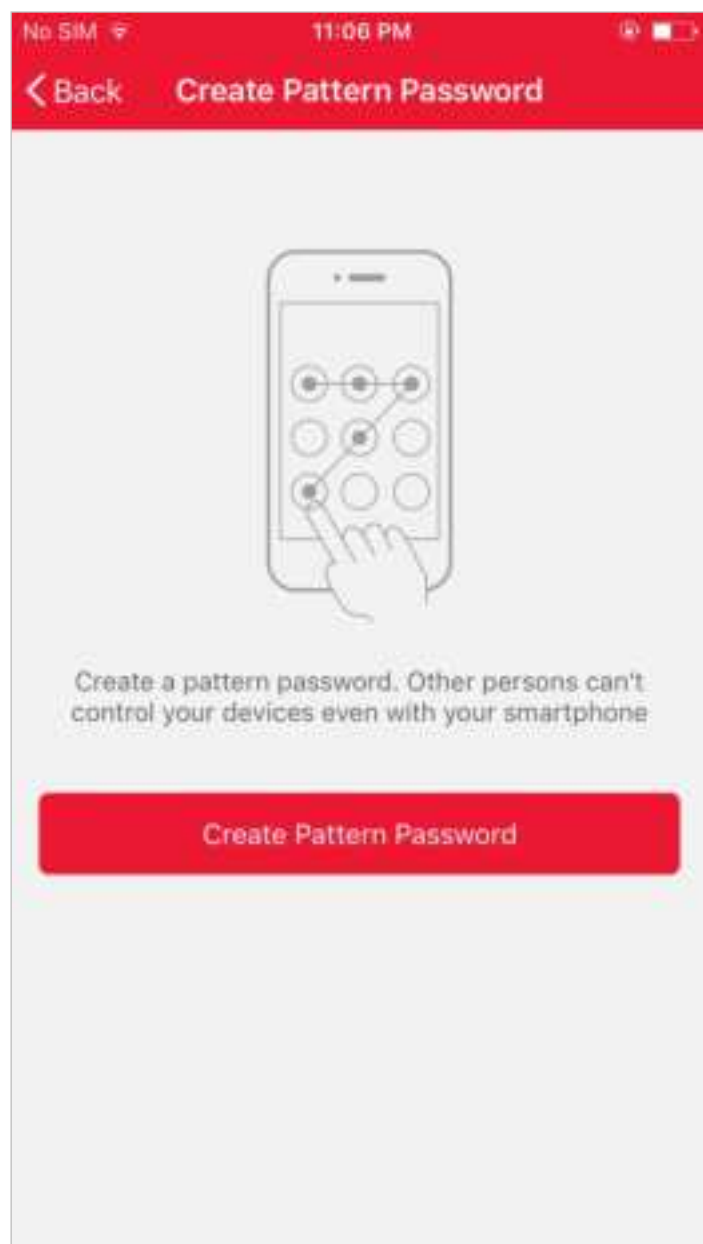 No SIM 11:06 PM
Back Create Pattern Password
Create a pattern password. Other persons can't
control your devices even with your smartphone
Create Pattern Password